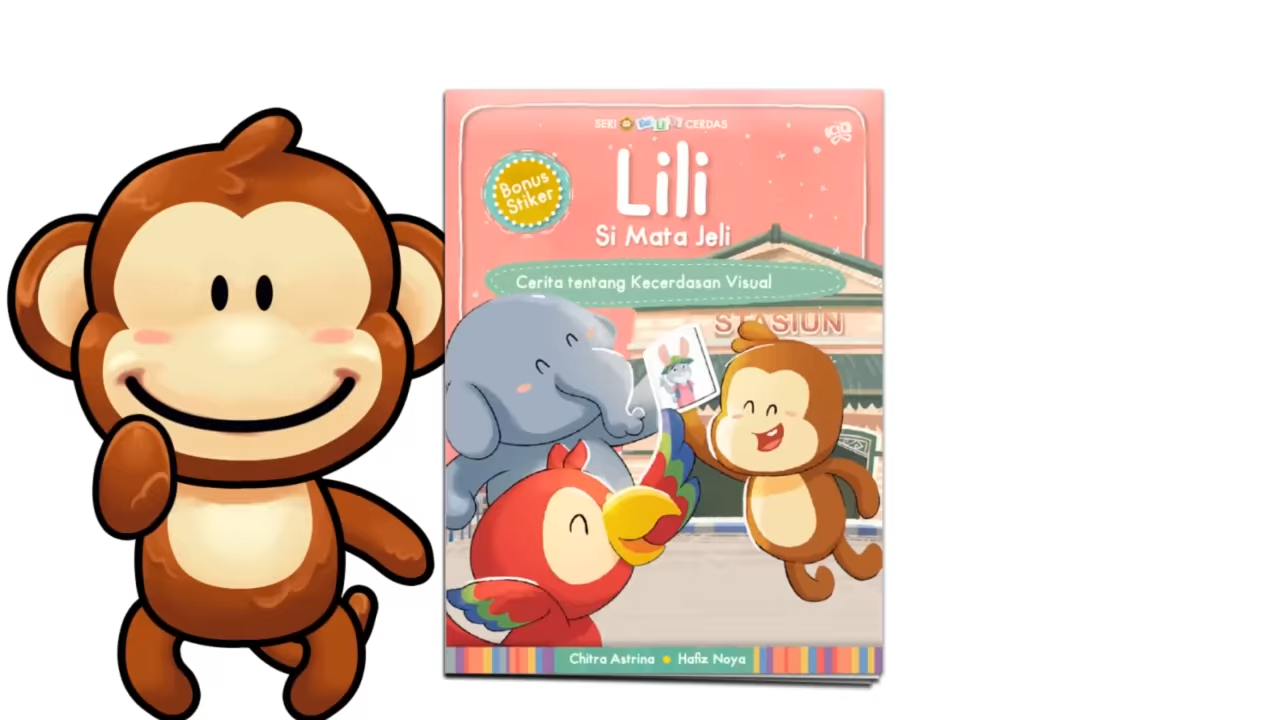 SERI CERDAS
Bonus
Stiker
Lili
Si Mata Jeli
Cerita tentang Kecerdasan Visual
STASIUN
Chitra Astrina • Hafiz Noya